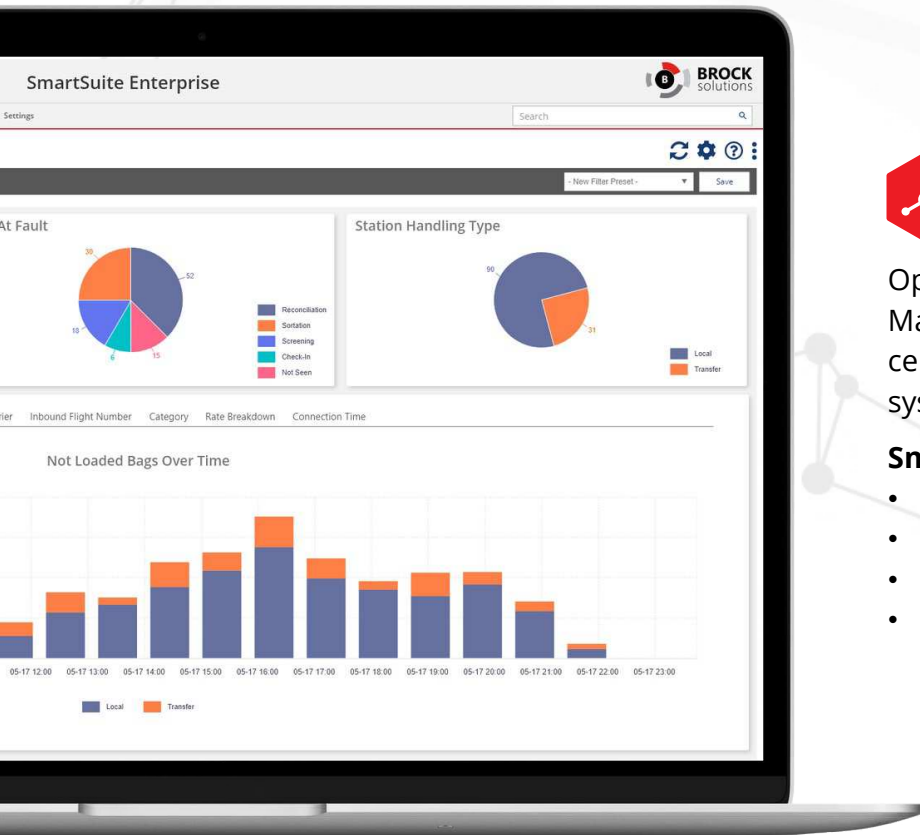 SmartSuite Enterprise
B
BROCK
solutions
Settings
Search
- New Filter Preset -
Save
At Fault
30
52
18
6
15
Reconciliation
Sortation
Screening
Check-In
Not Seen
Station Handling Type
90
31
Local
Transfer
Inbound Flight Number Category Rate Breakdown Connection Time
Not Loaded Bags Over Time
05-17 12:00 05-17 13:00 05-17 14:00 05-17 15:00 05-17 16:00 05-17 17:00 05-17 18:00 05-17 19:00 05-17 20:00 05-17 21:00 05-17 22:00 05-17 23:00
Local Transfer
Op
Ma
ce
sys
Sm